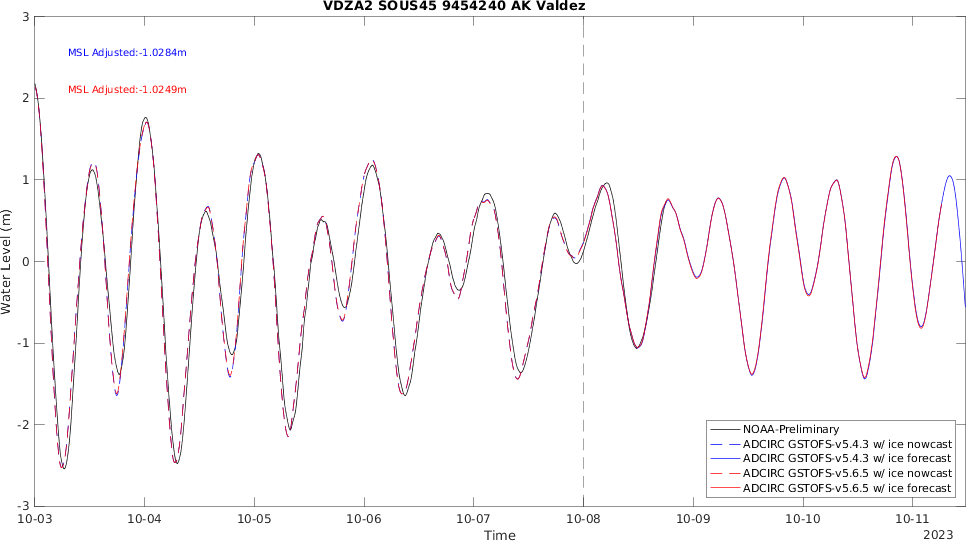 VDZA2 SOUS45 9454240 AK Valdez
MSL Adjusted:-1.0284m
MSL Adjusted:-1.0249m
3
2
1
0
-1
-2
-3
Water Level (m)
NOAA-Preliminary
ADCIRC GSTOFS-v5.4.3 w/ ice nowcast
ADCIRC GSTOFS-v5.4.3 w/ ice forecast
ADCIRC GSTOFS-v5.6.5 w/ ice nowcast
ADCIRC GSTOFS-v5.6.5 w/ ice forecast
10-03 10-04 10-05 10-06 10-07 10-08 10-09 10-10 10-11
Time
2023